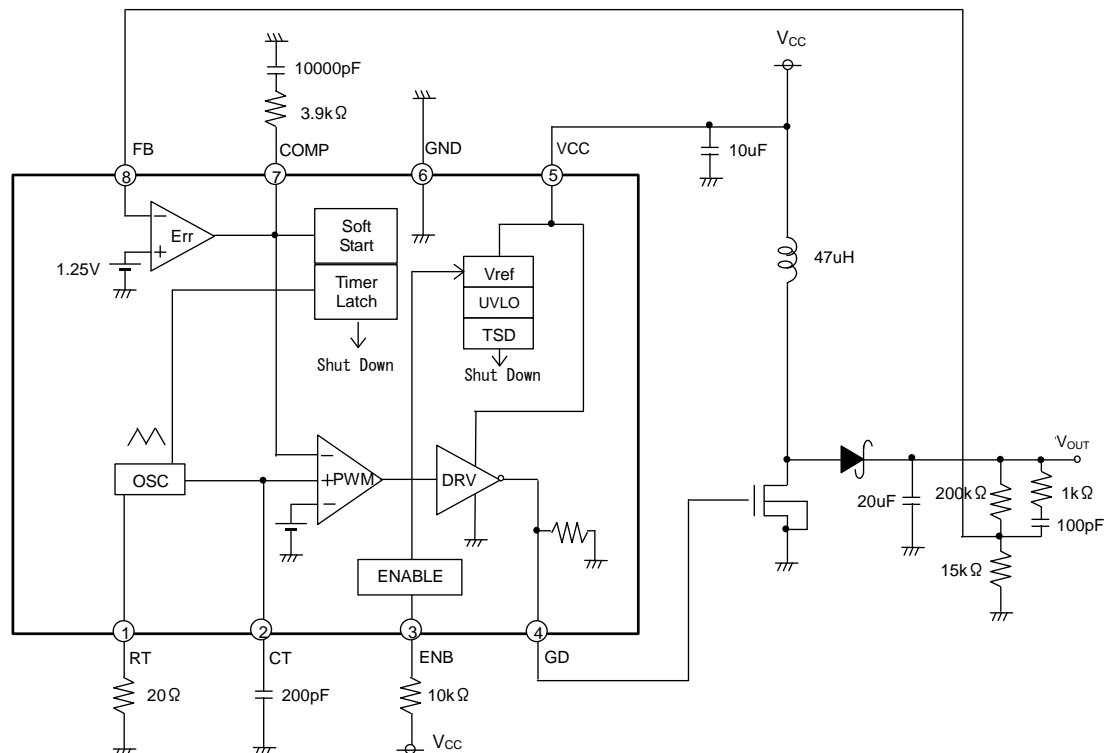 VCC
10000pF
3.9kΩ
FB
COMP
GND
VCC
10uF
8
7
6
5
Err
1.25V
Soft
Start
Timer
Latch
Shut Down
Vref
UVLO
TSD
Shut Down
47uH
OSC
PWM
DRV
VOUT
20uF
200kΩ
1kΩ
100pF
15kΩ
ENABLE
1
2
3
4
RT
CT
ENB
GD
20Ω
200pF
10kΩ
VCC